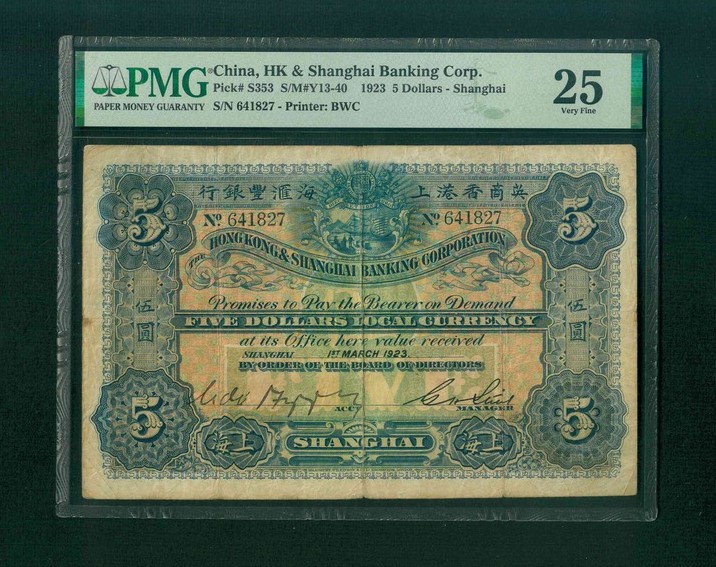 PMG
PAPER MONEY GUARANTY
China, HK & Shanghai Banking Corp.
Pick# S353 S/M#Y13-40 1923 5 Dollars - Shanghai
S/N 641827 - Printer: BWC
25
Very Fine
英商香港上海滙豐銀行
5
5
Nº 641827
Nº 641827
THE HONGKONG & SHANGHAI BANKING CORPORATION
伍圓
伍圓
Promises to Pay the Bearer on Demand
FIVE DOLLARS LOCAL CURRENCY
at its Office here value received
SHANGHAI 1ST MARCH 1923.
BY ORDER OF THE BOARD OF DIRECTORS
ACCT
MANAGER
5
5
上海
SHANGHAI
上海